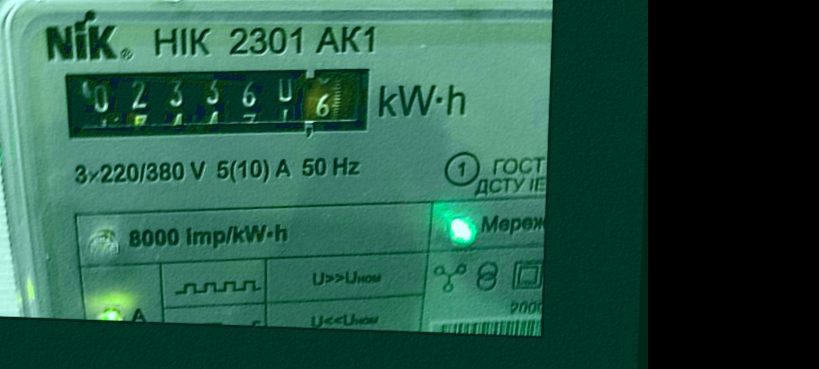 NiK® НІК 2301 АК1
0 2 3 3 6 0 6 kW·h
3×220/380 V 5(10) A 50 Hz
1 ГОСТ
ДСТУ IE
8000 imp/kW·h
Мереж
U>>Uном
A
U<<Uном